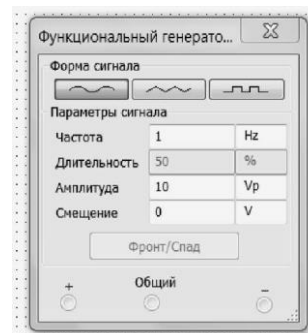 Функциональный генерато...
Форма сигнала
Параметры сигнала
Частота 1 Hz
Длительность 50 %
Амплитуда 10 Vp
Смещение 0 V
Фронт/Спад
+ Общий −